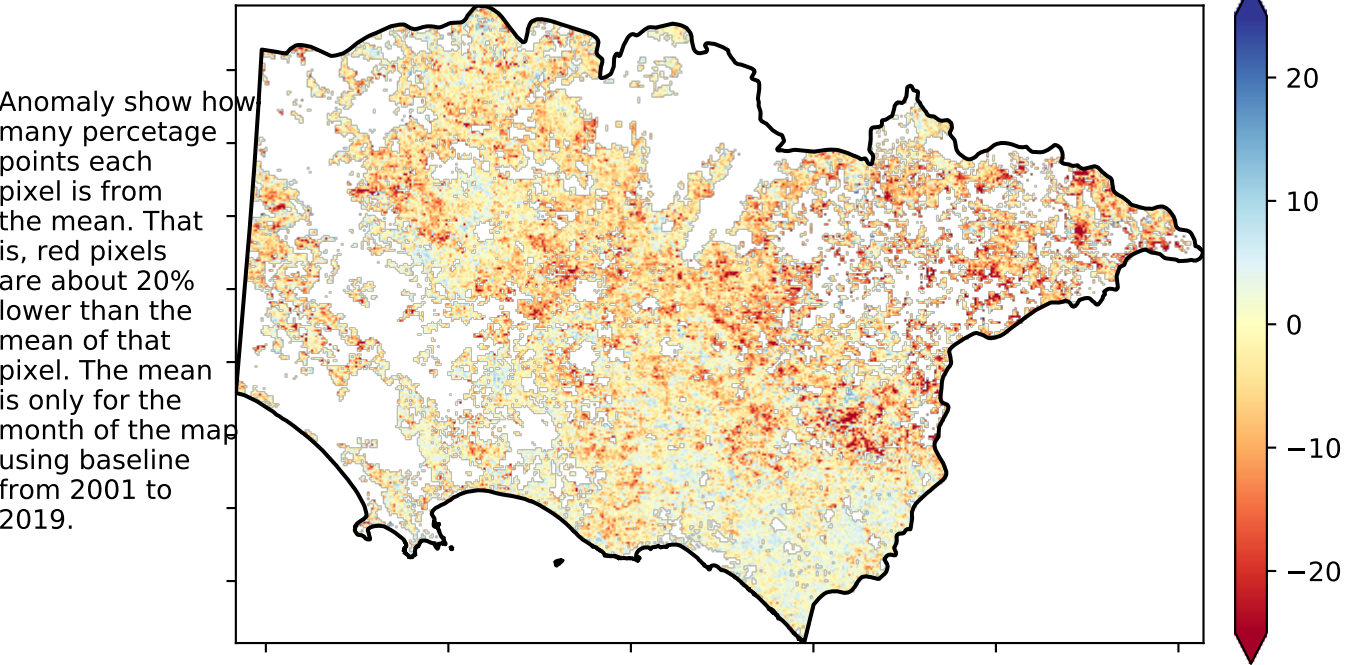 Anomaly show how
many percetage
points each
pixel is from
the mean. That
is, red pixels
are about 20%
lower than the
mean of that
pixel. The mean
is only for the
month of the map
using baseline
from 2001 to
2019.
20
10
0
−10
−20